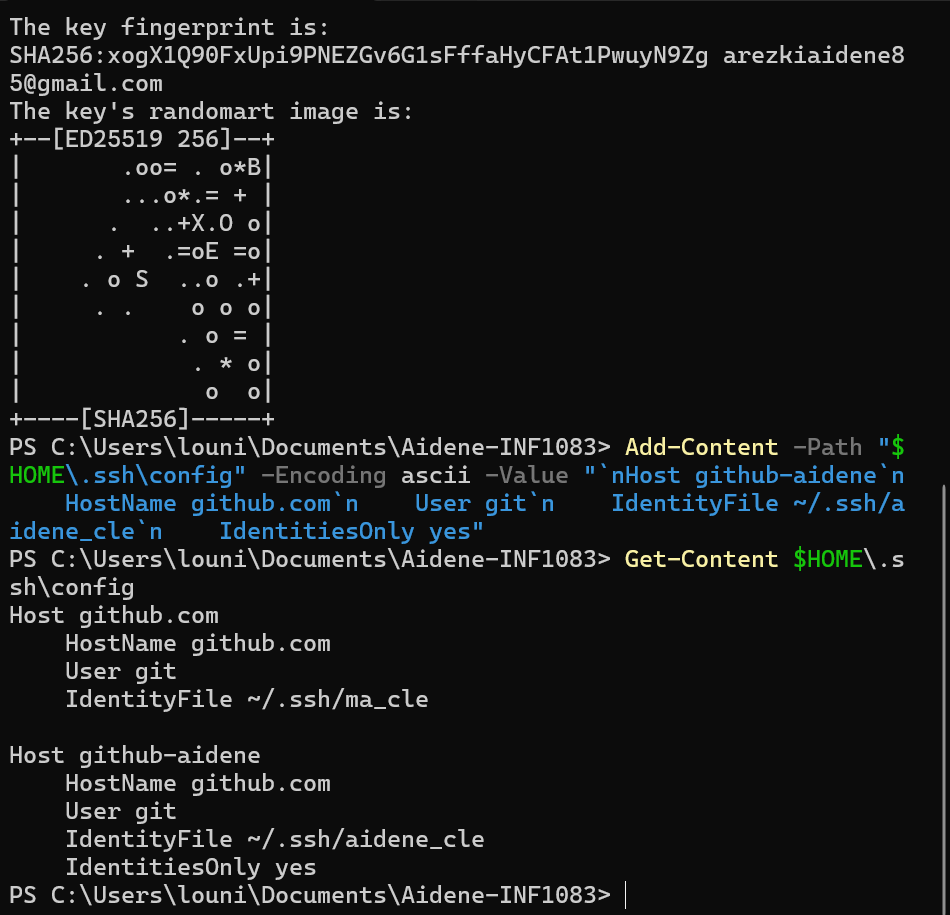 The key fingerprint is:
SHA256:xogX1Q90FxUpi9PNEZGv6G1sFffaHyCFAt1PwuyN9Zg arezkiaidene8
5@gmail.com
The key's randomart image is:
+--[ED25519 256]--+
|       .oo= . o*B|
|       ...o*.= + |
|      .  ..+X.O o|
|     . +  .=oE =o|
|    . o S  ..o .+|
|     . .    o o o|
|           . o = |
|            . * o|
|             o  o|
+----[SHA256]-----+
PS C:\Users\louni\Documents\Aidene-INF1083> Add-Content -Path "$
HOME\.ssh\config" -Encoding ascii -Value "`nHost github-aidene`n
    HostName github.com`n    User git`n    IdentityFile ~/.ssh/a
idene_cle`n    IdentitiesOnly yes"
PS C:\Users\louni\Documents\Aidene-INF1083> Get-Content $HOME\.s
sh\config
Host github.com
    HostName github.com
    User git
    IdentityFile ~/.ssh/ma_cle

Host github-aidene
    HostName github.com
    User git
    IdentityFile ~/.ssh/aidene_cle
    IdentitiesOnly yes
PS C:\Users\louni\Documents\Aidene-INF1083>